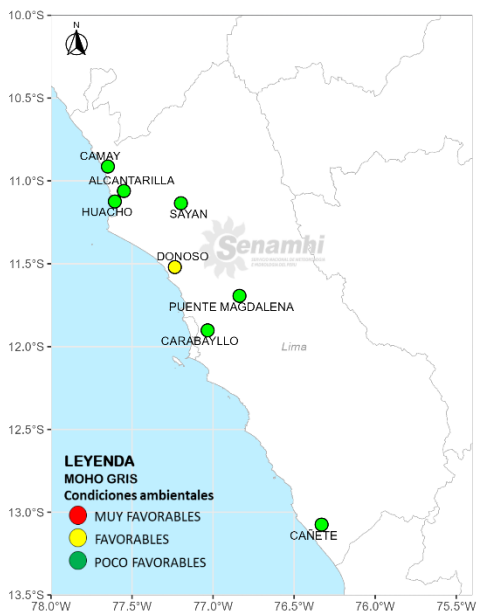 10.0°S
N
10.5°S
CAMAY
11.0°S
ALCANTARILLA
HUACHO
SAYAN
Senamhi
11.5°S
DONOSO
PUENTE MAGDALENA
CARABAYLLO
12.0°S
Lima
12.5°S
LEYENDA
MOHO GRIS
Condiciones ambientales
MUY FAVORABLES
FAVORABLES
POCO FAVORABLES
13.0°S
CAÑETE
13.5°S
78.0°W
77.5°W
77.0°W
76.5°W
76.0°W
75.5°W